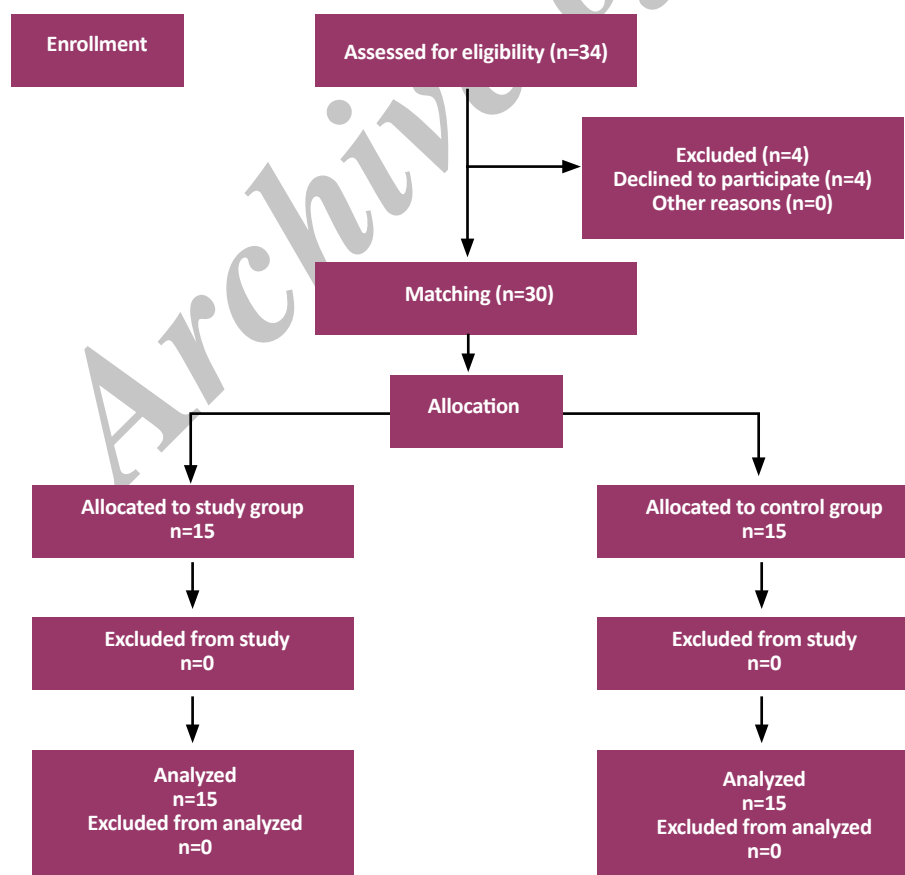 Enrollment
Assessed for eligibility (n=34)
Excluded (n=4)
Declined to participate (n=4)
Other reasons (n=0)
Matching (n=30)
Allocation
Allocated to study group
n=15
Allocated to control group
n=15
Excluded from study
n=0
Excluded from study
n=0
Analyzed
n=15
Excluded from analyzed
n=0
Analyzed
n=15
Excluded from analyzed
n=0